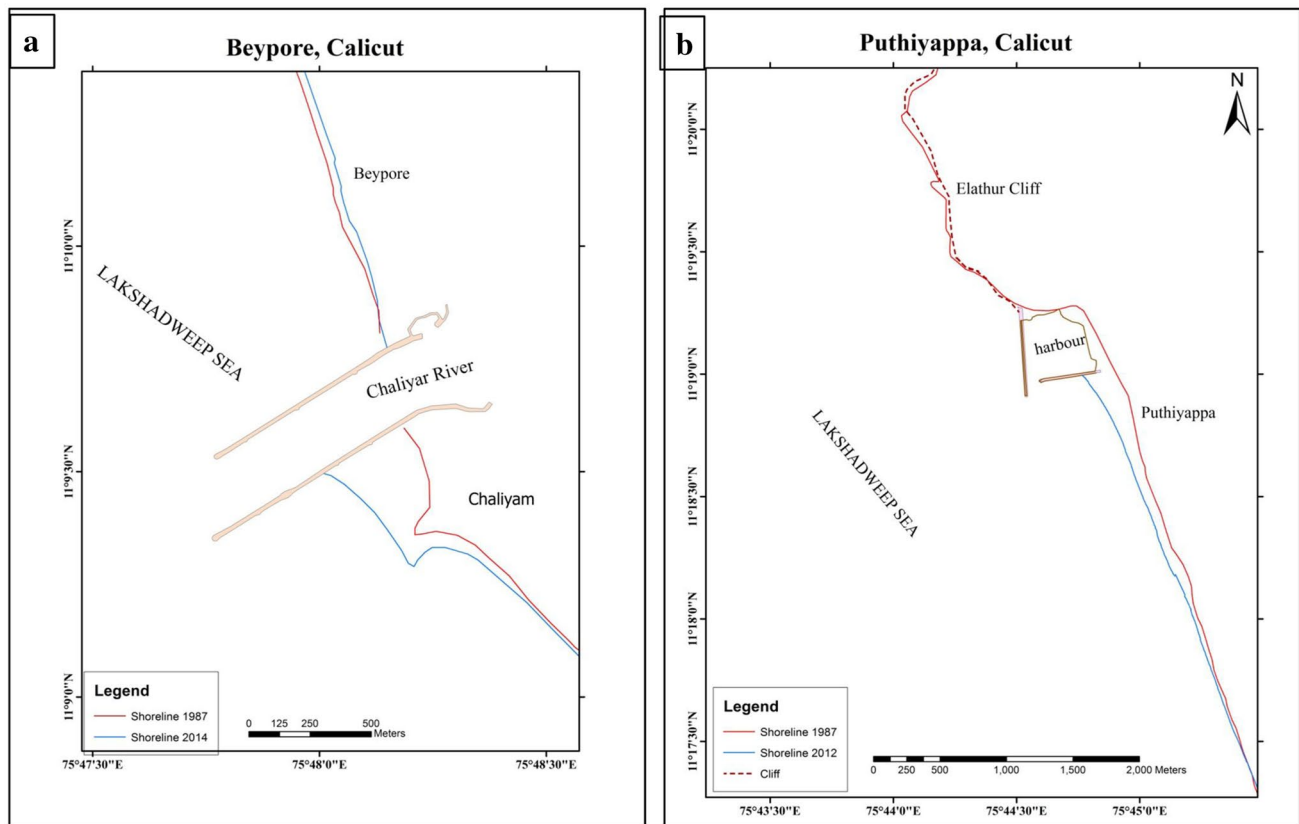 a
Beypore, Calicut
Beypore
11°10'0"N
LAKSHADWEEP SEA
Chaliyar River
11°9'30"N
Chaliyam
11°9'0"N
Legend
Shoreline 1987
Shoreline 2014
0 125 250 500
Meters
75°47'30"E 75°48'0"E 75°48'30"E
b
Puthiyappa, Calicut
N
11°20'0"N
Elathur Cliff
11°19'30"N
harbour
11°19'0"N
Puthiyappa
LAKSHADWEEP SEA
11°18'30"N
11°18'0"N
11°17'30"N
Legend
Shoreline 1987
Shoreline 2012
Cliff
0 250 500 1,000 1,500 2,000 Meters
75°43'30"E 75°44'0"E 75°44'30"E 75°45'0"E